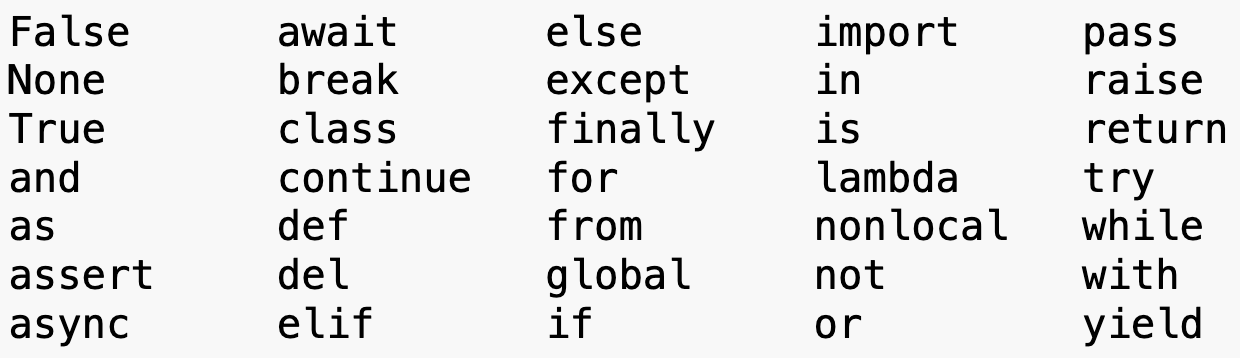 False await else import pass
None break except in raise
True class finally is return
and continue for lambda try
as def from nonlocal while
assert del global not with
async elif if or yield